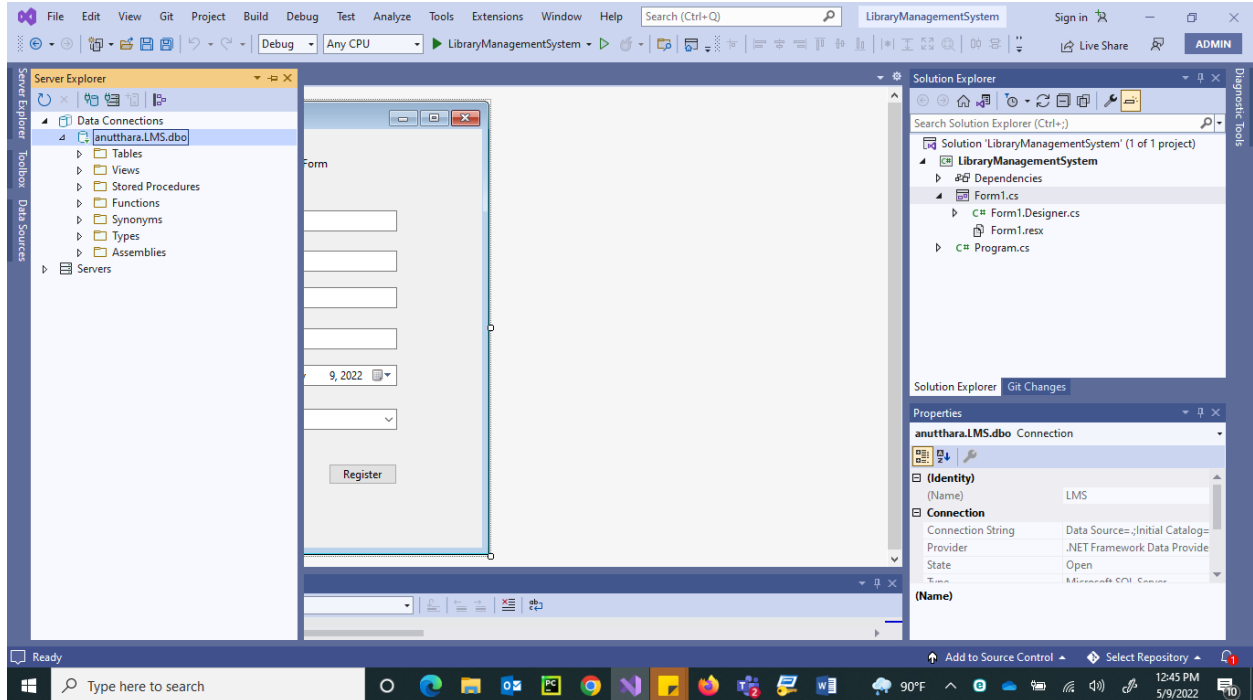 File Edit View Git Project Build Debug Test Analyze Tools Extensions Window Help Search (Ctrl+Q) LibraryManagementSystem Sign in
Debug Any CPU LibraryManagementSystem Live Share ADMIN
Server Explorer
Toolbox
Data Sources
Server Explorer
Data Connections
anutthara.LMS.dbo
Tables
Views
Stored Procedures
Functions
Synonyms
Types
Assemblies
Servers
Form
9, 2022
Register
Solution Explorer
Search Solution Explorer (Ctrl+;)
Solution 'LibraryManagementSystem' (1 of 1 project)
C# LibraryManagementSystem
Dependencies
Form1.cs
C# Form1.Designer.cs
Form1.resx
C# Program.cs
Solution Explorer Git Changes
Properties
anutthara.LMS.dbo Connection
(Identity)
(Name) LMS
Connection
Connection String Data Source=.;Initial Catalog=
Provider .NET Framework Data Provide
State Open
Type Microsoft SQL Server
(Name)
Diagnostic Tools
Ready Add to Source Control Select Repository 1
Type here to search 90°F 12:45 PM
5/9/2022 10